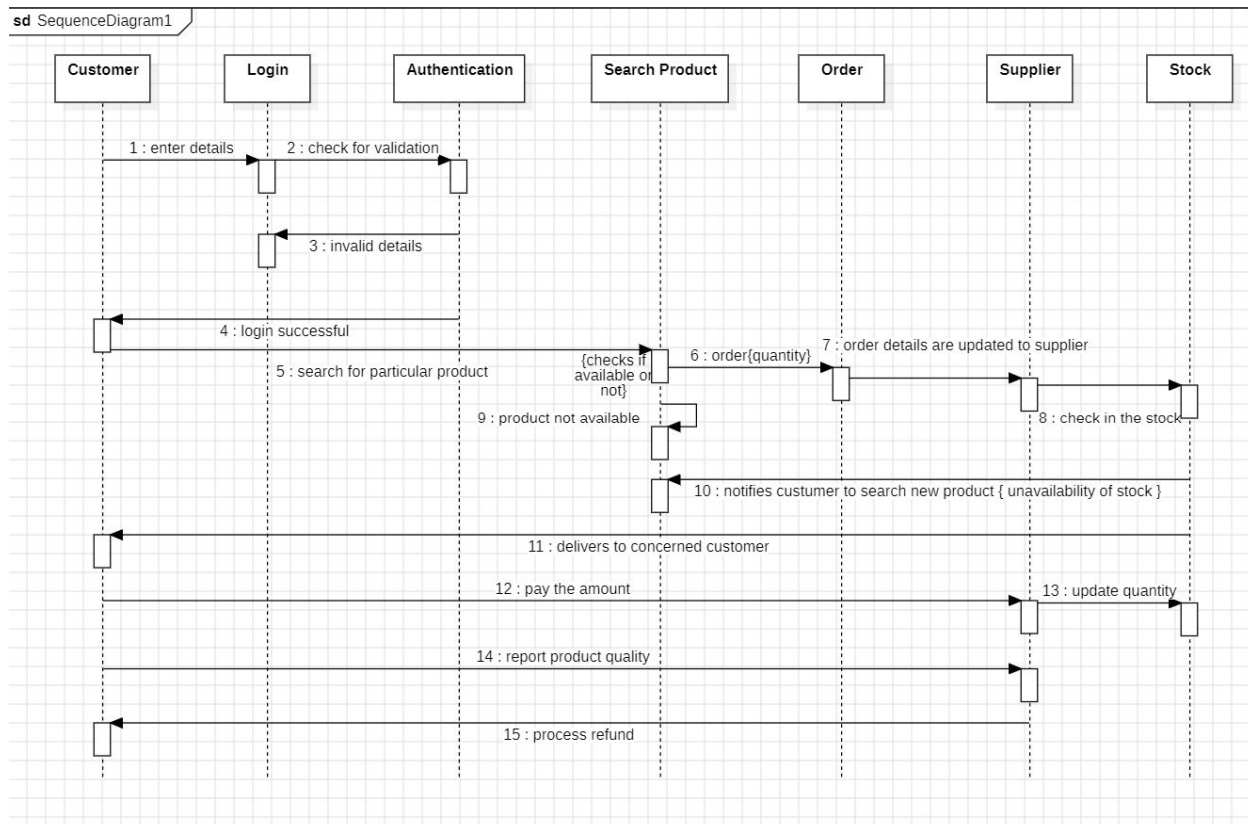 sd SequenceDiagram1
Customer
Login
Authentication
Search Product
Order
Supplier
Stock
1 : enter details
2 : check for validation
3 : invalid details
4 : login successful
5 : search for particular product
{checks if
available or
not}
6 : order{quantity}
7 : order details are updated to supplier
8 : check in the stock
9 : product not available
10 : notifies custumer to search new product { unavailability of stock }
11 : delivers to concerned customer
12 : pay the amount
13 : update quantity
14 : report product quality
15 : process refund